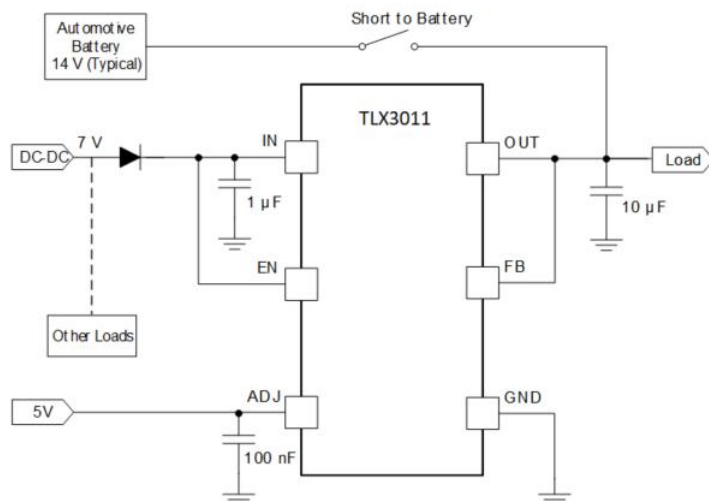 Automotive
Battery
14 V (Typical)
Short to Battery
TLX3011
7 V
DC-DC
IN
OUT
Load
1 µF
10 µF
EN
FB
Other Loads
ADJ
GND
5V
100 nF